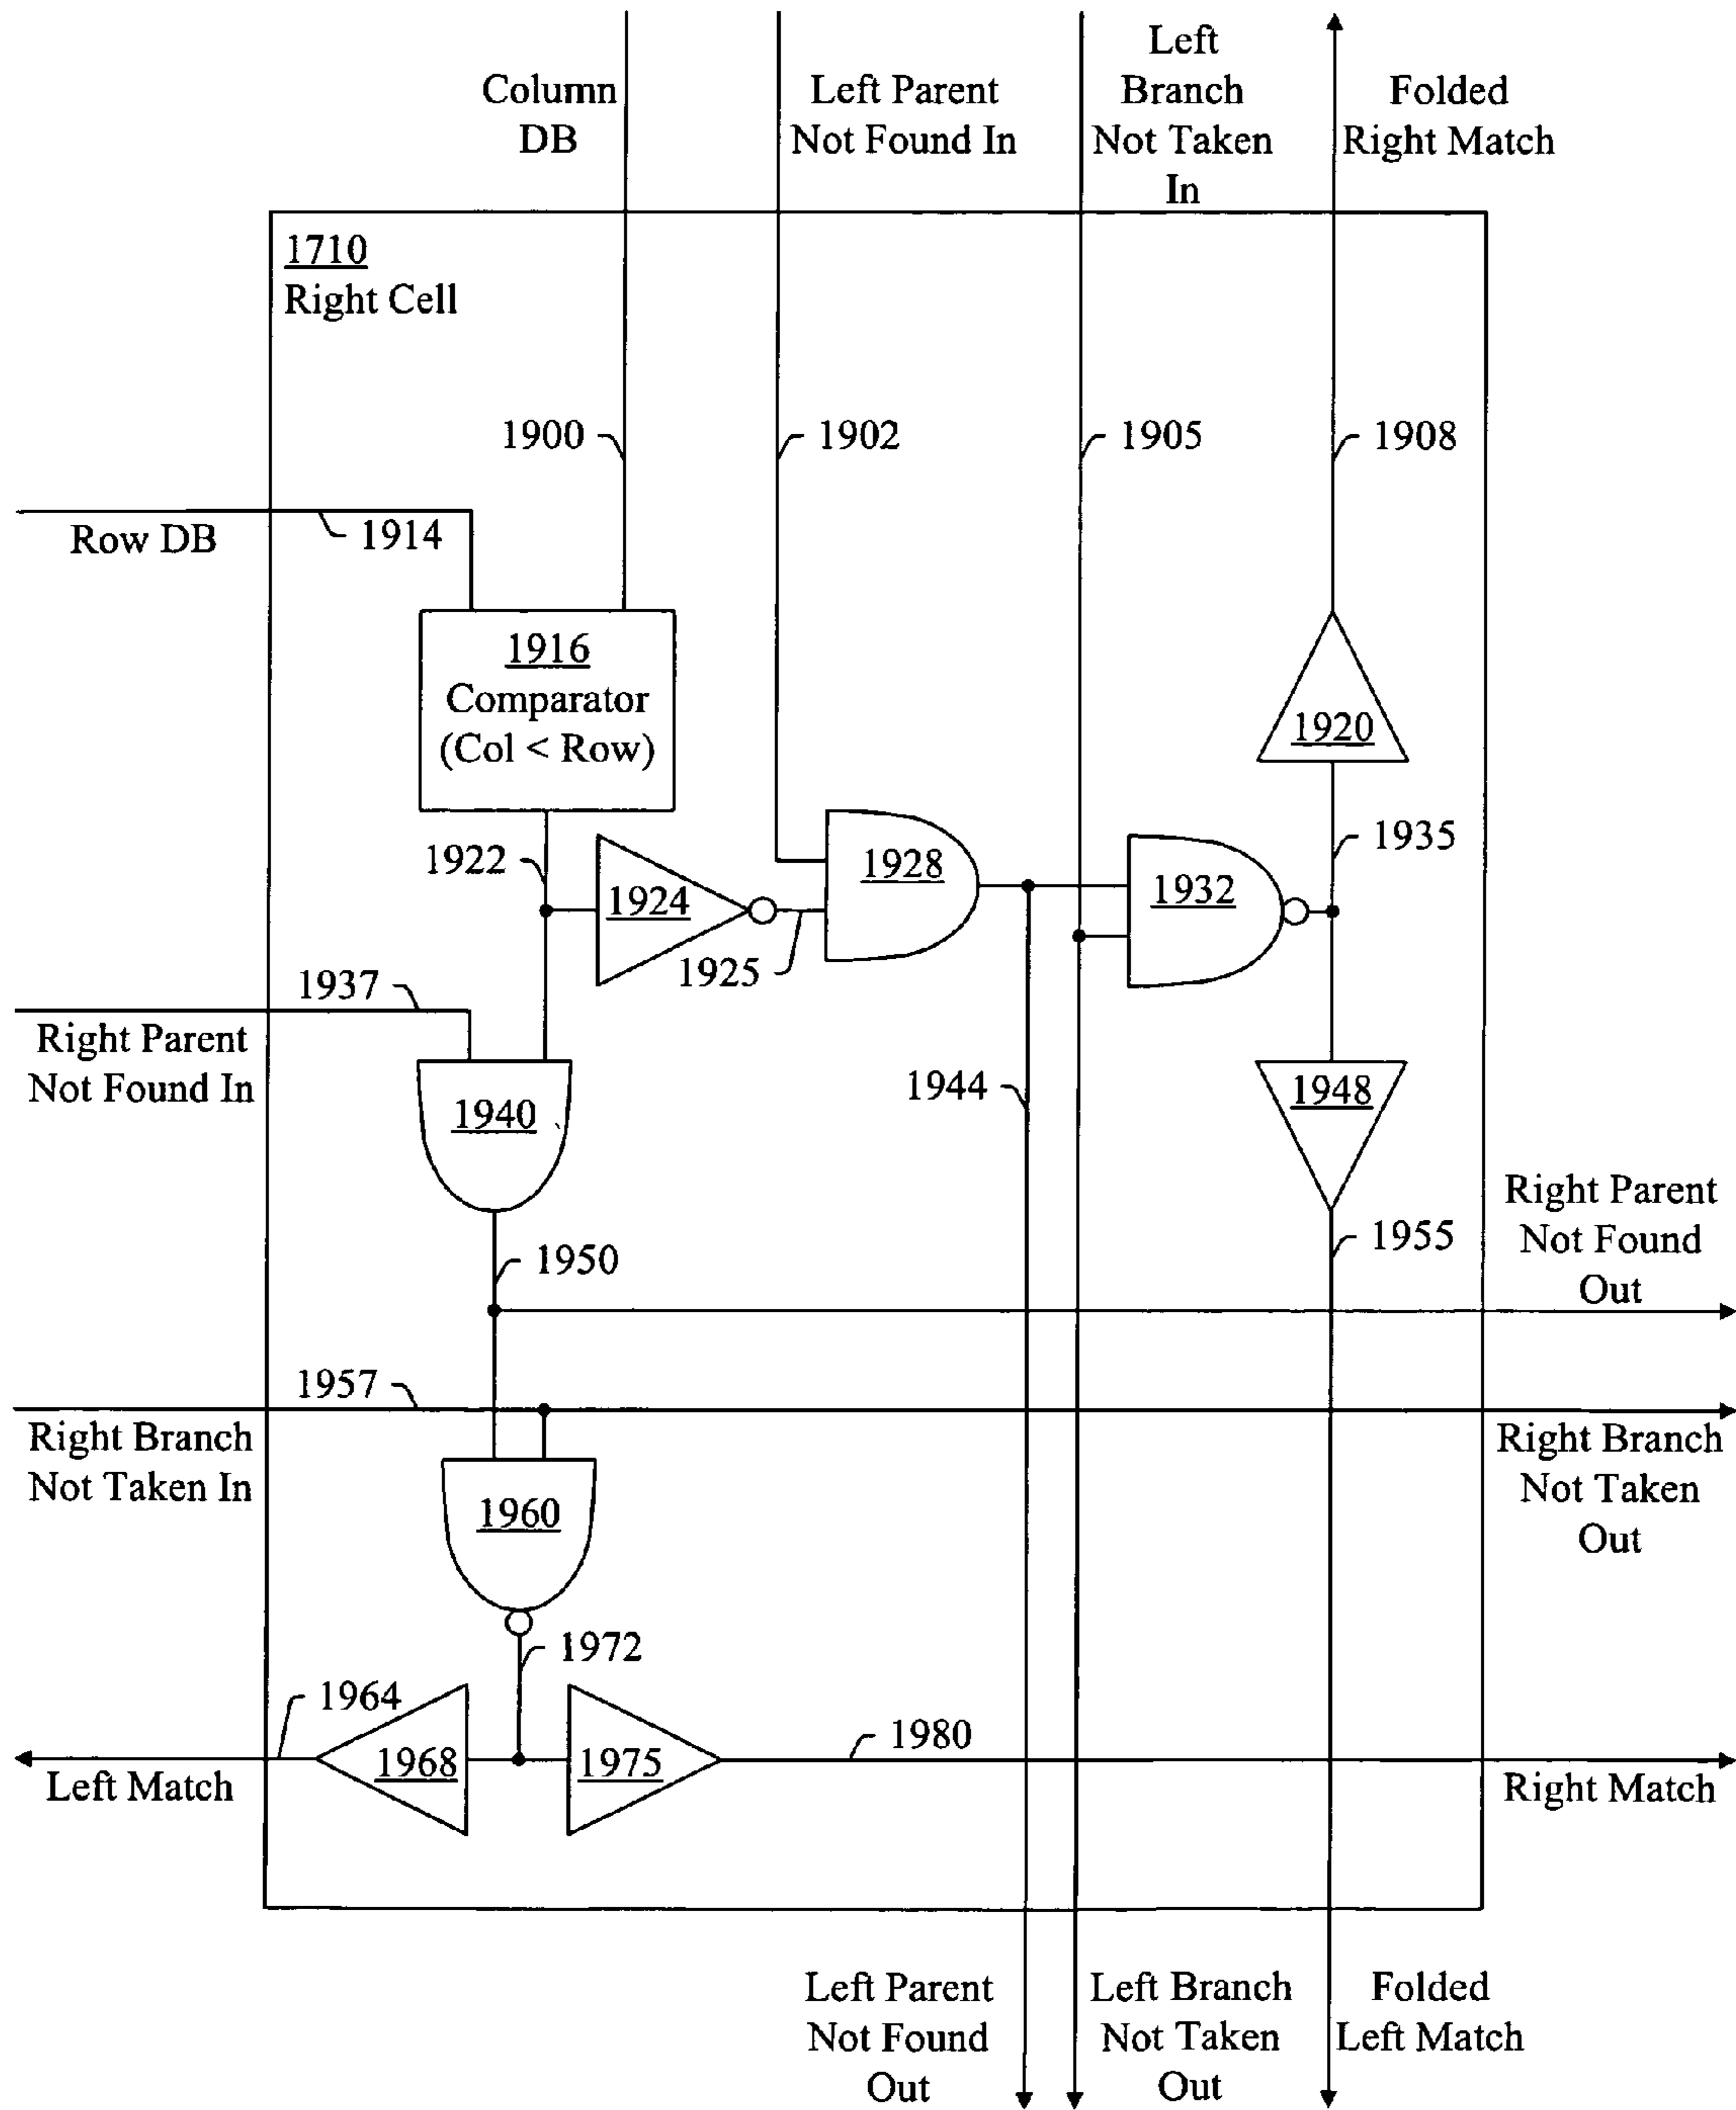 Column
DB
Left Parent
Not Found In
Left
Branch
Not Taken
In
Folded
Right Match
1710
Right Cell
1900
1902
1905
1908
Row DB
1914
1916
Comparator
(Col < Row)
1920
1922
1924
1925
1928
1932
1935
1937
Right Parent
Not Found In
1940
1944
1948
1950
1955
Right Parent
Not Found
Out
1957
Right Branch
Not Taken In
Right Branch
Not Taken
Out
1960
1972
1964
1968
1975
1980
Left Match
Right Match
Left Parent
Not Found
Out
Left Branch
Not Taken
Out
Folded
Left Match